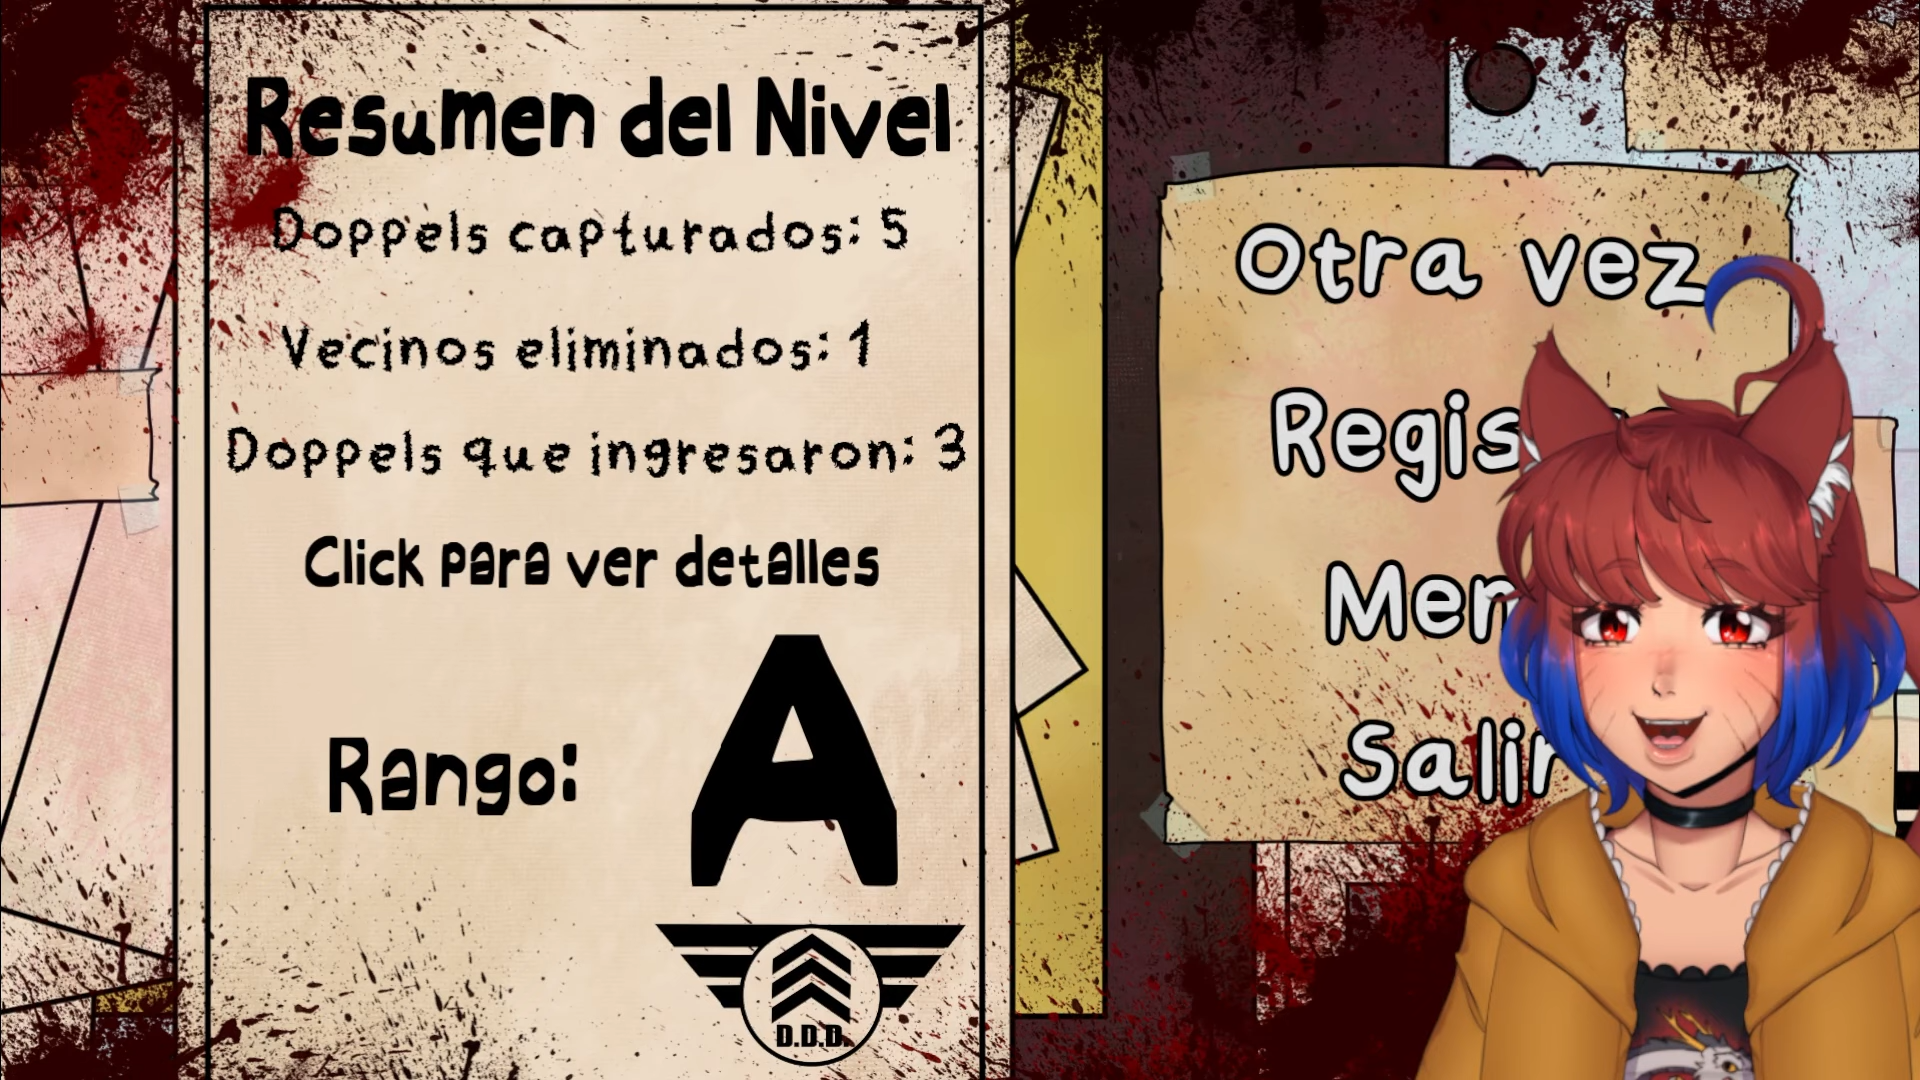 Resumen del Nivel
Doppels capturados: 5
Vecinos eliminados: 1
Doppels que ingresaron: 3
Click para ver detalles
Rango: A
D.D.D.
Otra vez
Salir